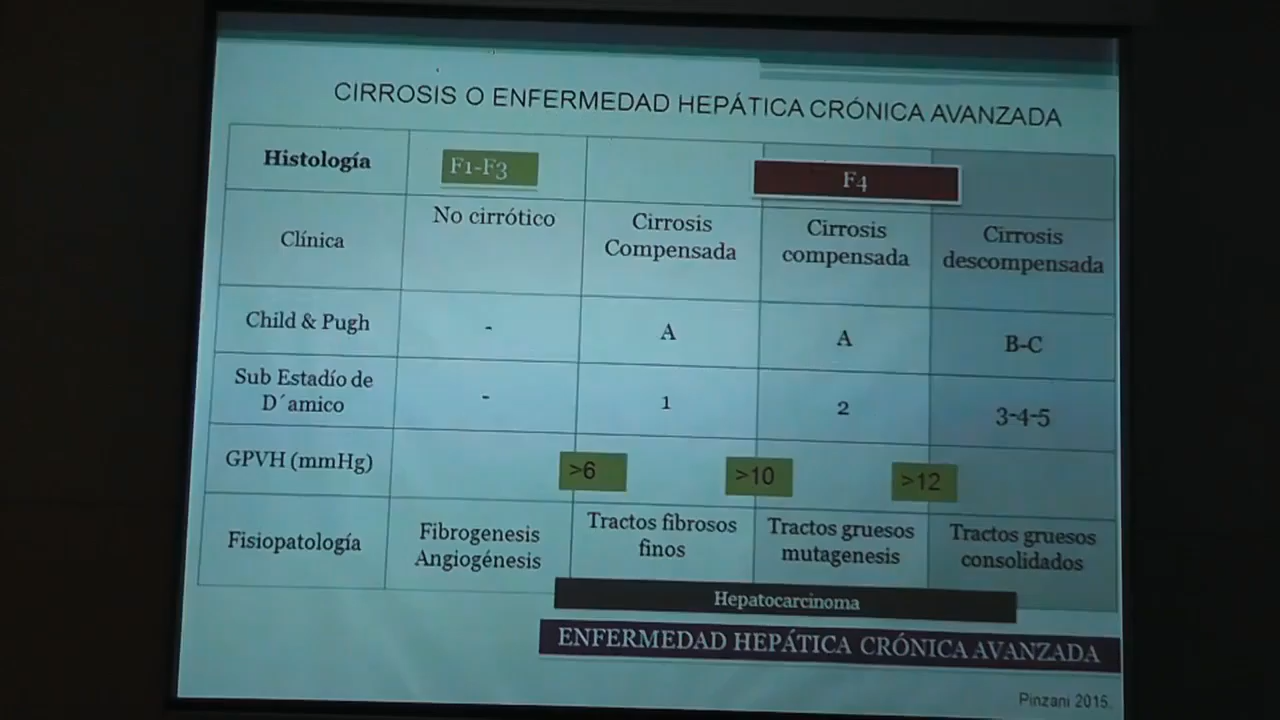 CIRROSIS O ENFERMEDAD HEPÁTICA CRÓNICA AVANZADA
Histología
F1-F3
F4
Clínica
No cirrótico
Cirrosis
Compensada
Cirrosis
compensada
Cirrosis
descompensada
Child & Pugh
-
A
A
B-C
Sub Estadío de
D´amico
-
1
2
3-4-5
GPVH (mmHg)
>6
>10
>12
Fisiopatología
Fibrogenesis
Angiogénesis
Tractos fibrosos
finos
Tractos gruesos
mutagenesis
Tractos gruesos
consolidados
Hepatocarcinoma
ENFERMEDAD HEPÁTICA CRÓNICA AVANZADA
Pinzani 2015.